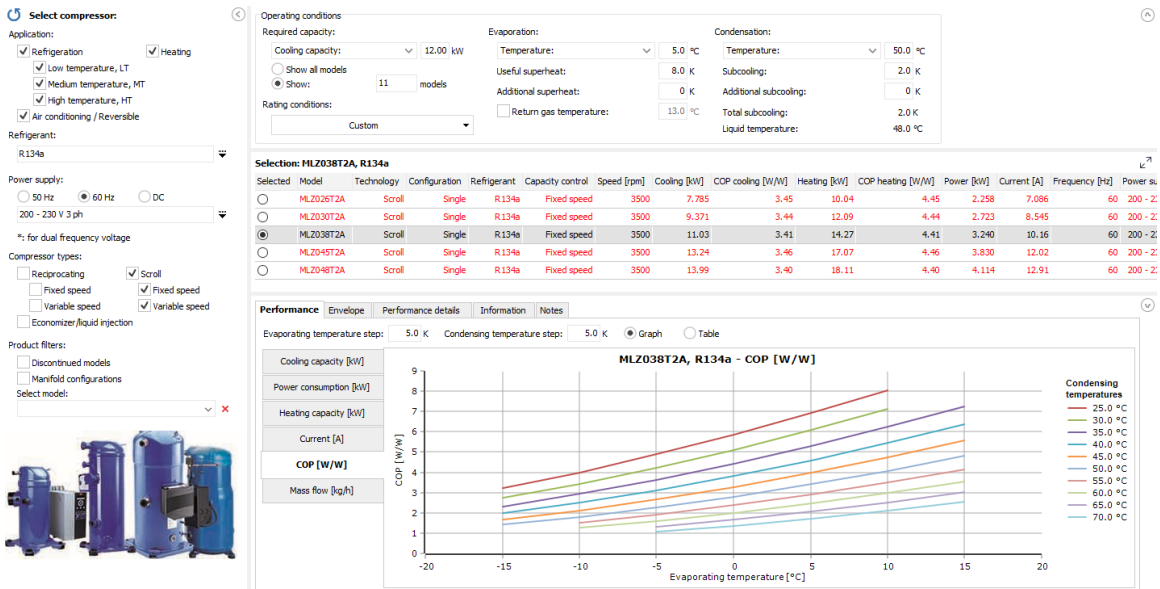 Select compressor:
Application:
Refrigeration Heating
Low temperature, LT
Medium temperature, MT
High temperature, HT
Air conditioning / Reversible
Refrigerant:
R134a
Power supply:
50 Hz 60 Hz DC
200 - 230 V 3 ph
*: for dual frequency voltage
Compressor types:
Reciprocating Scroll
Fixed speed Fixed speed
Variable speed Variable speed
Economizer/liquid injection
Product filters:
Discontinued models
Manifold configurations
Select model:
Operating conditions
Required capacity: Evaporation: Condensation:
Cooling capacity: 12.00 kW Temperature: 5.0 °C Temperature: 50.0 °C
Show all models Useful superheat: 8.0 K Subcooling: 2.0 K
Show: 11 models Additional superheat: 0 K Additional subcooling: 0 K
Rating conditions: Return gas temperature: 13.0 °C Total subcooling: 2.0 K
Custom Liquid temperature: 48.0 °C
Selection: MLZ038T2A, R134a
Selected Model Technology Configuration Refrigerant Capacity control Speed [rpm] Cooling [kW] COP cooling [W/W] Heating [kW] COP heating [W/W] Power [kW] Current [A] Frequency [Hz] Power su
MLZ026T2A Scroll Single R134a Fixed speed 3500 7.785 3.45 10.04 4.45 2.258 7.086 60 200 - 23
MLZ030T2A Scroll Single R134a Fixed speed 3500 9.371 3.44 12.09 4.44 2.723 8.545 60 200 - 23
MLZ038T2A Scroll Single R134a Fixed speed 3500 11.03 3.41 14.27 4.41 3.240 10.16 60 200 - 23
MLZ045T2A Scroll Single R134a Fixed speed 3500 13.24 3.46 17.07 4.46 3.830 12.02 60 200 - 23
MLZ048T2A Scroll Single R134a Fixed speed 3500 13.99 3.40 18.11 4.40 4.114 12.91 60 200 - 23
Performance Envelope Performance details Information Notes
Evaporating temperature step: 5.0 K Condensing temperature step: 5.0 K Graph Table
Cooling capacity [kW]
Power consumption [kW]
Heating capacity [kW]
Current [A]
COP [W/W]
Mass flow [kg/h]
MLZ038T2A, R134a - COP [W/W]
COP [W/W]
9
8
7
6
5
4
3
2
1
0
-20 -15 -10 -5 0 5 10 15 20
Evaporating temperature [°C]
Condensing
temperatures
25.0 °C
30.0 °C
35.0 °C
40.0 °C
45.0 °C
50.0 °C
55.0 °C
60.0 °C
65.0 °C
70.0 °C